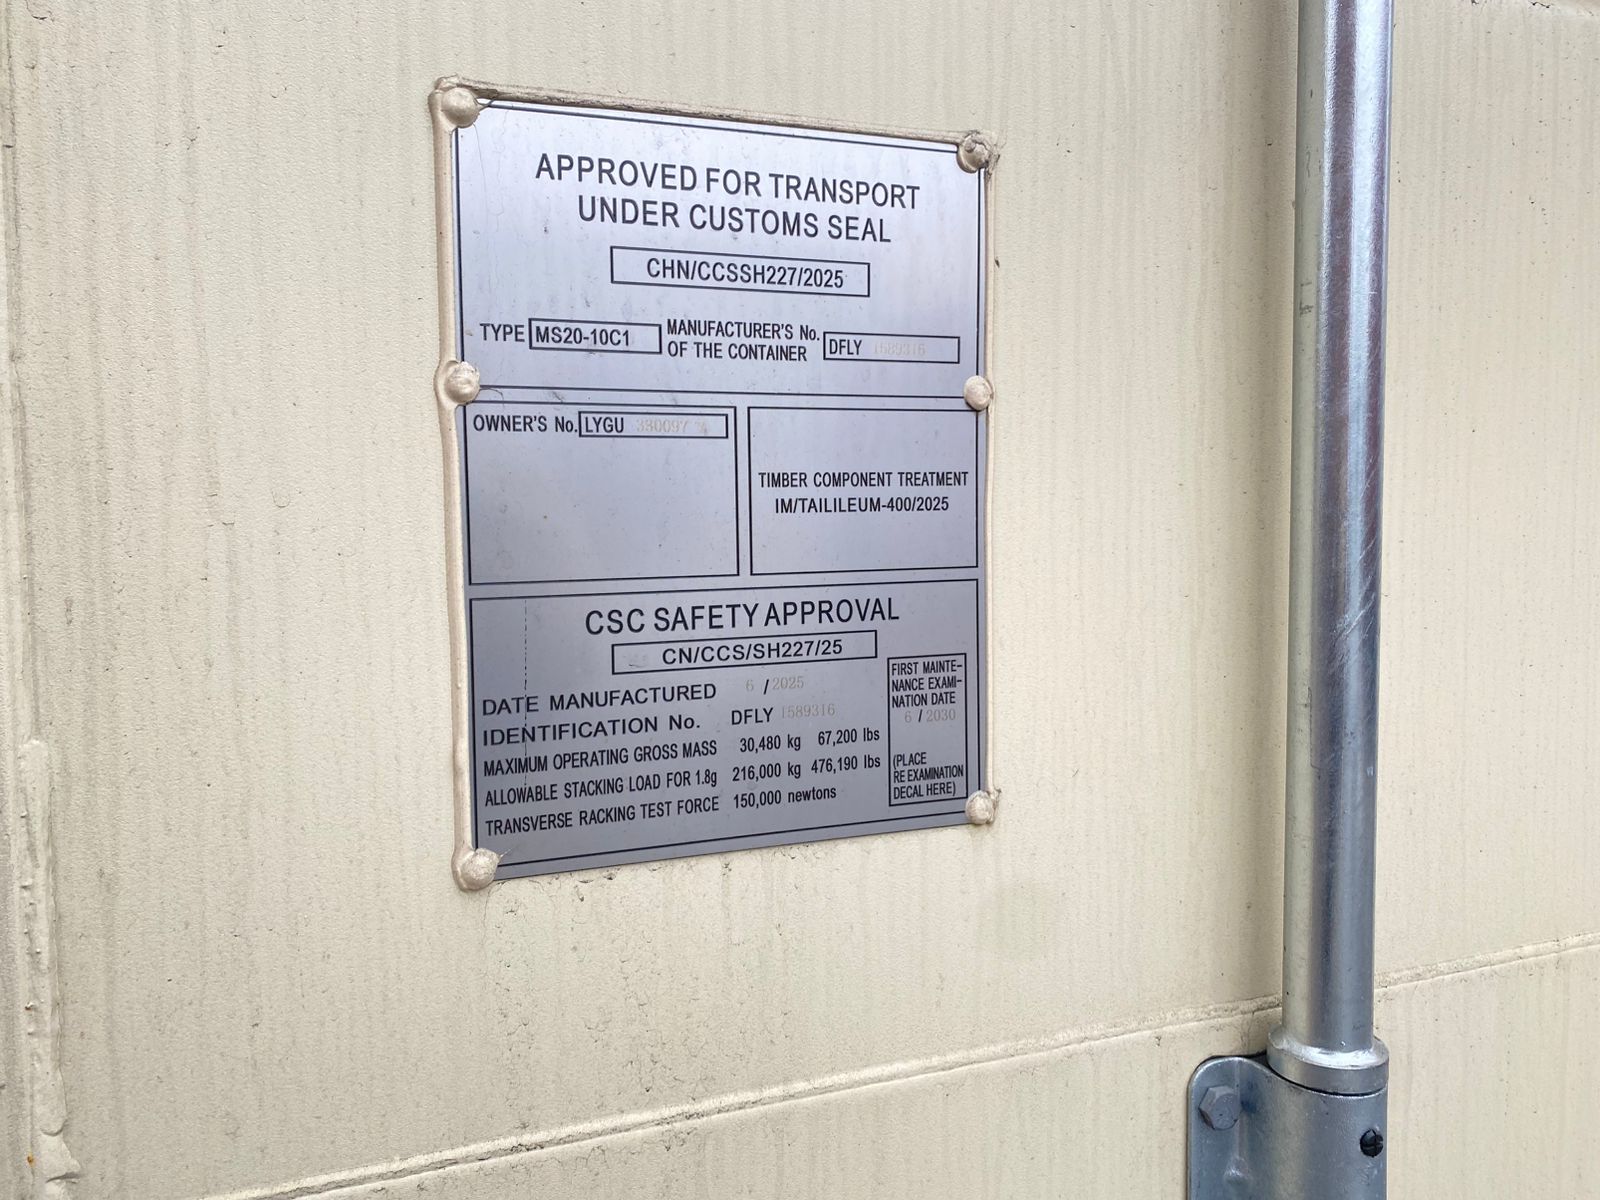 APPROVED FOR TRANSPORT
UNDER CUSTOMS SEAL
CHN/CCSSH227/2025
TYPE MS20-10C1 MANUFACTURER'S No. OF THE CONTAINER DFLY 1589316
OWNER'S No. LYGU 330097
TIMBER COMPONENT TREATMENT
IM/TAILILEUM-400/2025
CSC SAFETY APPROVAL
CN/CCS/SH227/25
DATE MANUFACTURED 6 / 2025
IDENTIFICATION No. DFLY 1589316
MAXIMUM OPERATING GROSS MASS 30,480 kg 67,200 lbs
ALLOWABLE STACKING LOAD FOR 1.8g 216,000 kg 476,190 lbs
TRANSVERSE RACKING TEST FORCE 150,000 newtons
FIRST MAINTE-
NANCE EXAMI-
NATION DATE
6 / 2030
(PLACE
RE EXAMINATION
DECAL HERE)